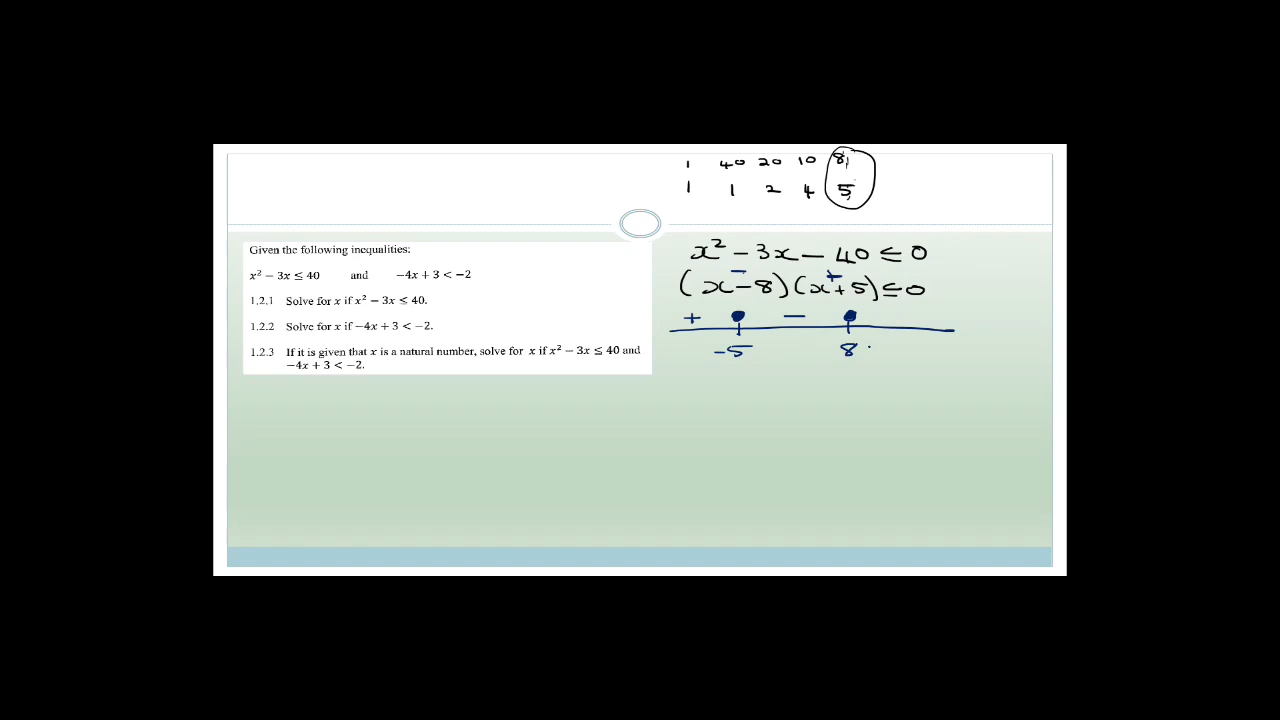 1 40 20 10 8
1 1 2 4 5
Given the following inequalities:
x² − 3x ≤ 40 and −4x + 3 < −2
1.2.1 Solve for x if x² − 3x ≤ 40.
1.2.2 Solve for x if −4x + 3 < −2.
1.2.3 If it is given that x is a natural number, solve for x if x² − 3x ≤ 40 and
−4x + 3 < −2.
x² − 3x − 40 ≤ 0
− +
(x − 8)(x + 5) ≤ 0
+ −
−5 8